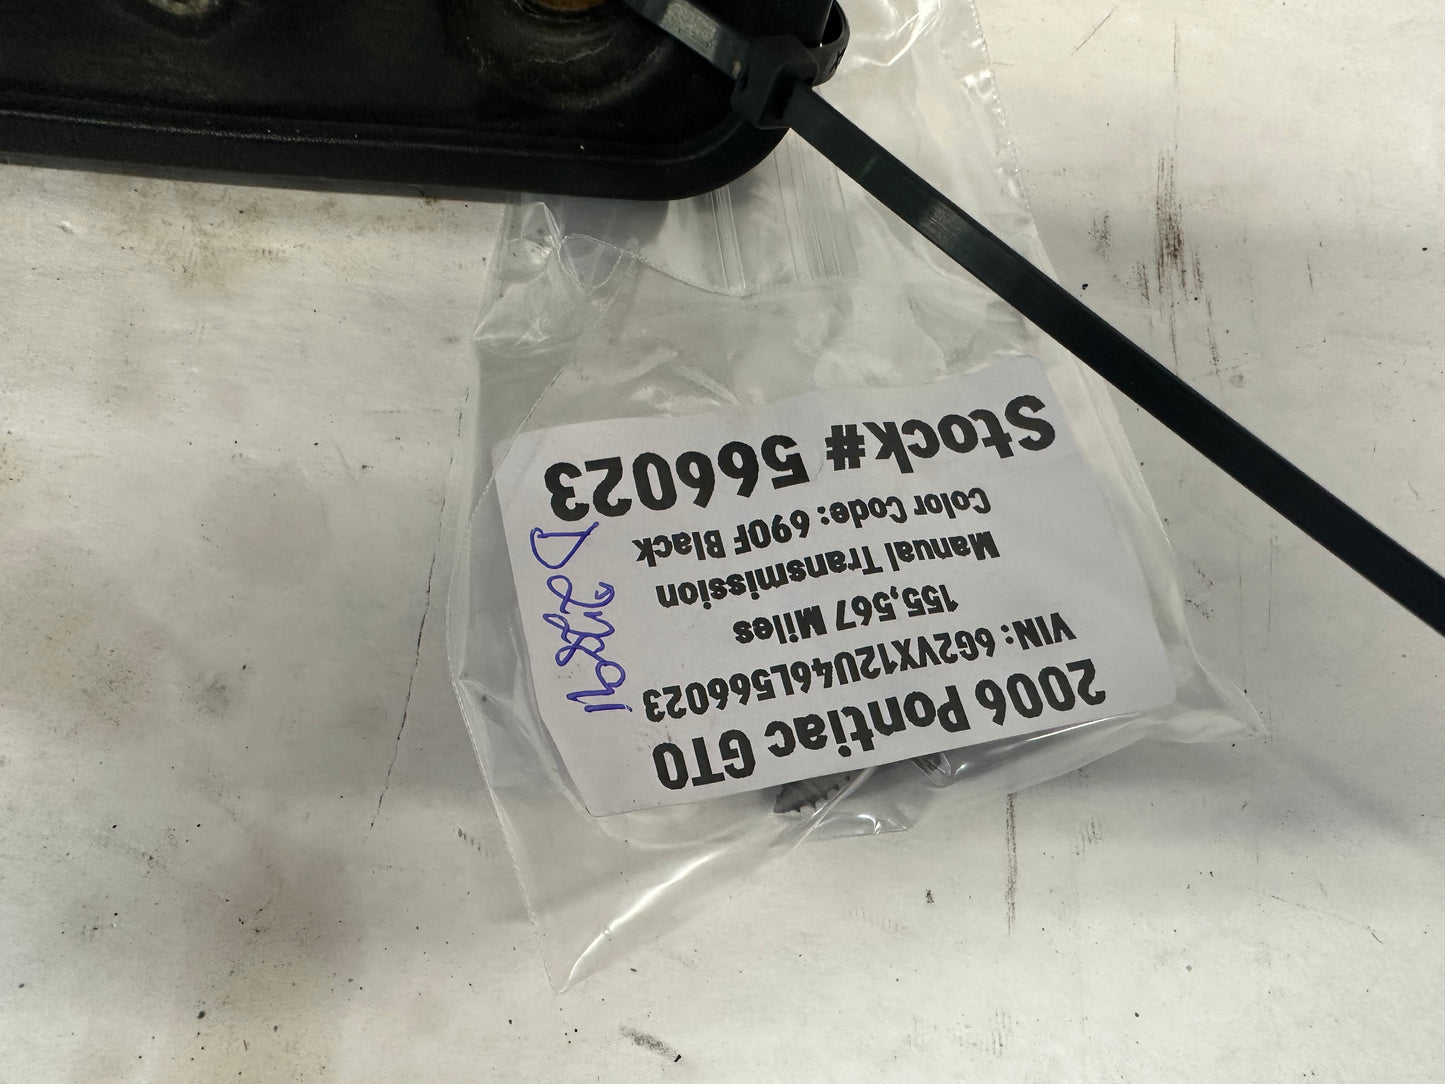 2006 Pontiac GTO
VIN: 6G2VX12U46L566023
155,567 Miles
Manual Transmission
Color Code: 690F Black
Stock# 566023